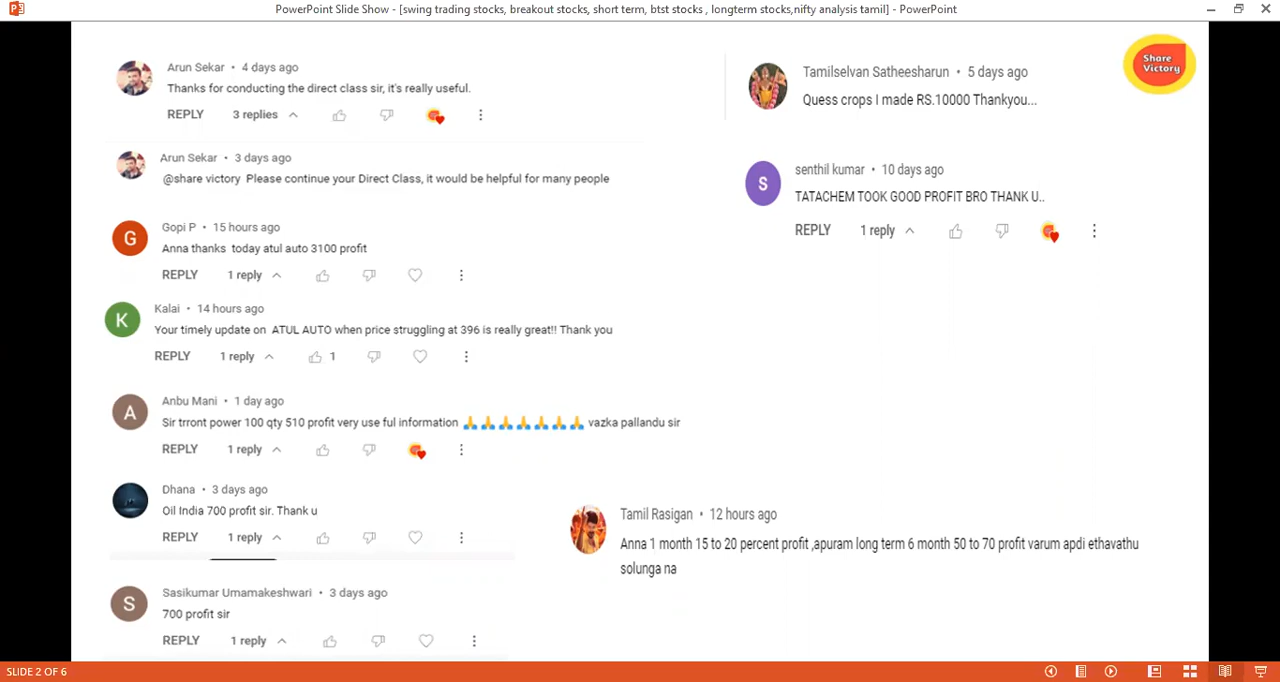 PowerPoint Slide Show - [swing trading stocks, breakout stocks, short term, btst stocks , longterm stocks,nifty analysis tamil] - PowerPoint
Share
Victory
Arun Sekar • 4 days ago
Thanks for conducting the direct class sir, it's really useful.
REPLY 3 replies
Arun Sekar • 3 days ago
@share victory Please continue your Direct Class, it would be helpful for many people
Gopi P • 15 hours ago
G
Anna thanks today atul auto 3100 profit
REPLY 1 reply
Kalai • 14 hours ago
K
Your timely update on ATUL AUTO when price struggling at 396 is really great!! Thank you
REPLY 1 reply 1
Anbu Mani • 1 day ago
A
Sir trront power 100 qty 510 profit very use ful information 🙏🙏🙏🙏🙏🙏🙏 vazka pallandu sir
REPLY 1 reply
Dhana • 3 days ago
Oil India 700 profit sir. Thank u
REPLY 1 reply
Sasikumar Umamakeshwari • 3 days ago
S
700 profit sir
REPLY 1 reply
Tamilselvan Satheesharun • 5 days ago
Quess crops I made RS.10000 Thankyou...
senthil kumar • 10 days ago
S
TATACHEM TOOK GOOD PROFIT BRO THANK U..
REPLY 1 reply
Tamil Rasigan • 12 hours ago
Anna 1 month 15 to 20 percent profit ,apuram long term 6 month 50 to 70 profit varum apdi ethavathu
solunga na
SLIDE 2 OF 6